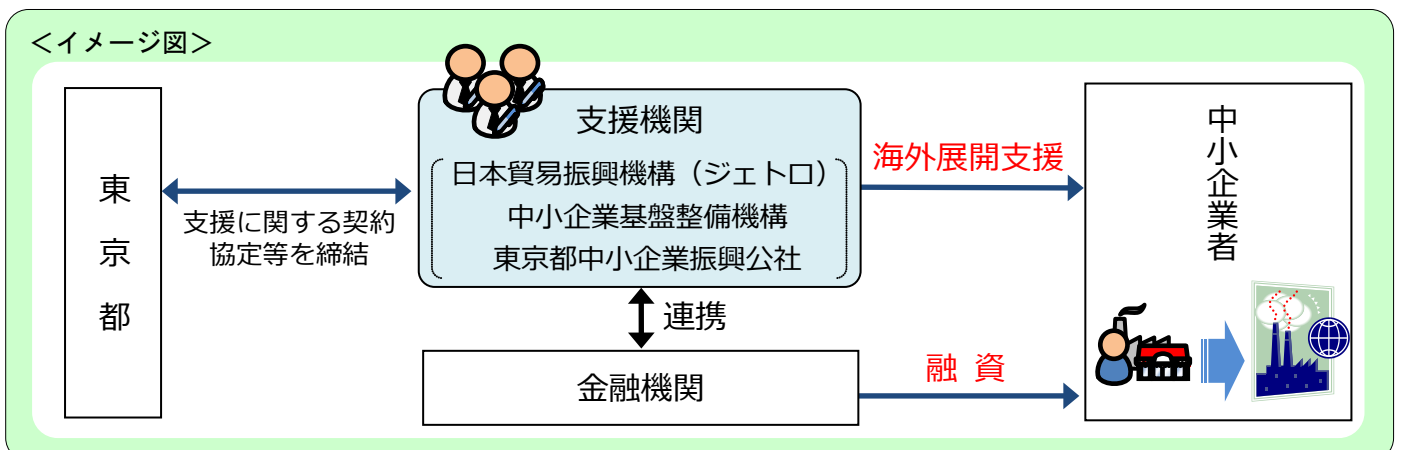 ＜イメージ図＞
東京都
支援に関する契約
協定等を締結
支援機関
日本貿易振興機構（ジェトロ）
中小企業基盤整備機構
東京都中小企業振興公社
連携
金融機関
海外展開支援
融 資
中小企業者